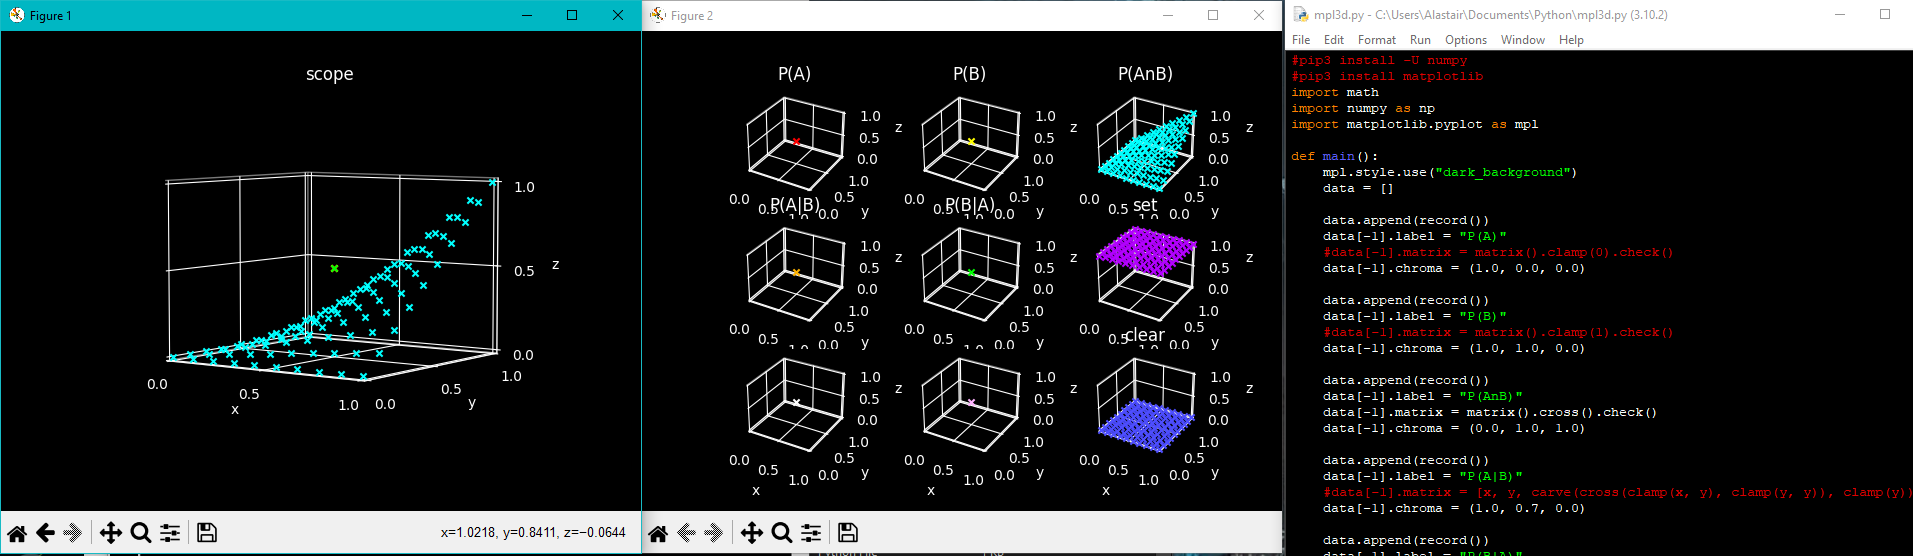 Figure 1
scope
1.0
0.5
z
0.0
1.0
0.5
y
0.0
0.5
x
1.0
0.0
x=1.0218, y=0.8411, z=−0.0644
Figure 2
P(A)
1.0
0.5
z
0.0
1.0
0.0
0.5
1.0
0.0
y
P(B)
1.0
0.5
z
0.0
1.0
0.0
0.5
1.0
0.0
y
P(AnB)
1.0
0.5
z
0.0
1.0
0.0
0.5
1.0
0.0
y
P(A|B)
1.0
0.5
z
0.0
1.0
0.0
0.5
0.5
y
P(B|A)
1.0
0.5
z
0.0
1.0
0.0
0.5
0.5
y
set
1.0
0.5
z
0.0
1.0
0.0
0.5
0.5
y
1.0
0.5
z
0.0
1.0
0.5
y
0.0
0.5
1.0
0.0
x
1.0
0.5
z
0.0
1.0
0.5
y
0.0
0.5
1.0
0.0
x
clear
1.0
0.5
z
0.0
1.0
0.5
y
0.0
0.5
1.0
0.0
x
mpl3d.py - C:\Users\Alastair\Documents\Python\mpl3d.py (3.10.2)
File Edit Format Run Options Window Help
#pip3 install -U numpy
#pip3 install matplotlib
import math
import numpy as np
import matplotlib.pyplot as mpl
def main():
mpl.style.use("dark_background")
data = []
data.append(record())
data[-1].label = "P(A)"
#data[-1].matrix = matrix().clamp(0).check()
data[-1].chroma = (1.0, 0.0, 0.0)
data.append(record())
data[-1].label = "P(B)"
#data[-1].matrix = matrix().clamp(1).check()
data[-1].chroma = (1.0, 1.0, 0.0)
data.append(record())
data[-1].label = "P(AnB)"
data[-1].matrix = matrix().cross().check()
data[-1].chroma = (0.0, 1.0, 1.0)
data.append(record())
data[-1].label = "P(A|B)"
#data[-1].matrix = [x, y, carve(cross(clamp(x, y), clamp(y, y)), clamp(y))
data[-1].chroma = (1.0, 0.7, 0.0)
data.append(record())
data[-1].label = "P(B|A)"